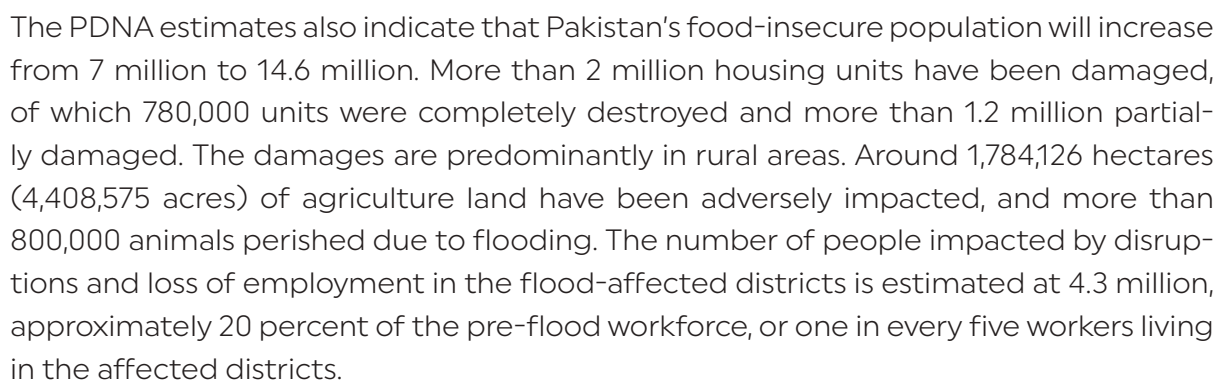 The PDNA estimates also indicate that Pakistan's food-insecure population will increase
from 7 million to 14.6 million. More than 2 million housing units have been damaged,
of which 780,000 units were completely destroyed and more than 1.2 million partial-
ly damaged. The damages are predominantly in rural areas. Around 1,784,126 hectares
(4,408,575 acres) of agriculture land have been adversely impacted, and more than
800,000 animals perished due to flooding. The number of people impacted by disrup-
tions and loss of employment in the flood-affected districts is estimated at 4.3 million,
approximately 20 percent of the pre-flood workforce, or one in every five workers living
in the affected districts.